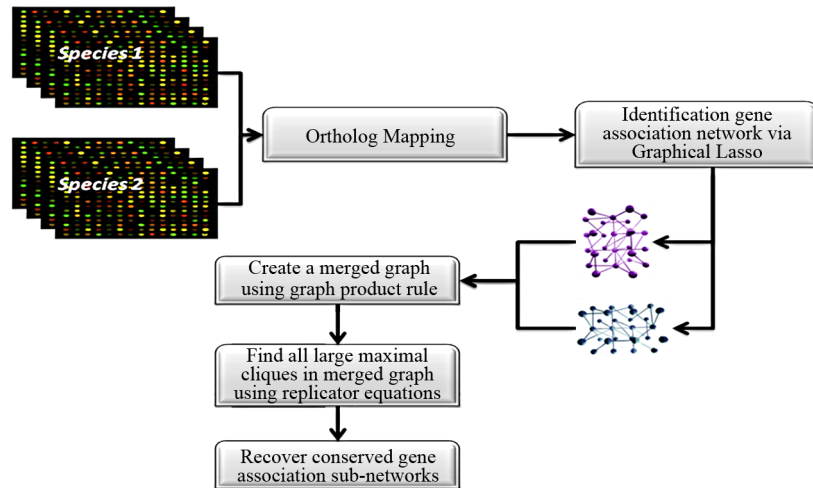 Species 1
Species 2
Ortholog Mapping
Identification gene
association network via
Graphical Lasso
Create a merged graph
using graph product rule
Find all large maximal
cliques in merged graph
using replicator equations
Recover conserved gene
association sub-networks